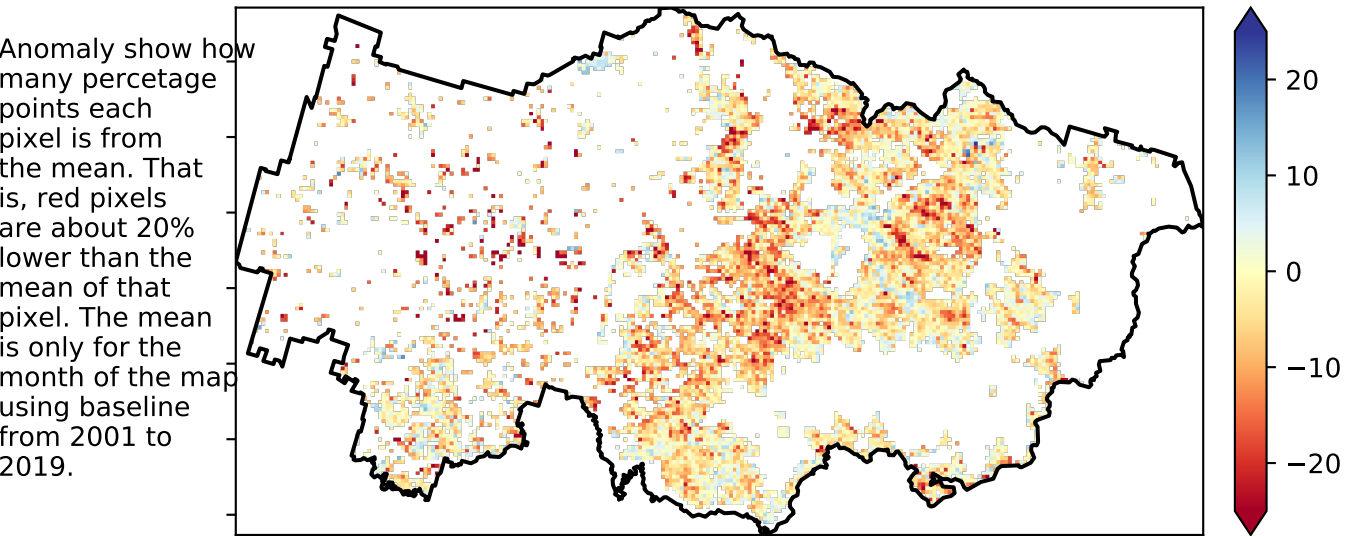 Anomaly show how
many percetage
points each
pixel is from
the mean. That
is, red pixels
are about 20%
lower than the
mean of that
pixel. The mean
is only for the
month of the map
using baseline
from 2001 to
2019.
20
10
0
−10
−20